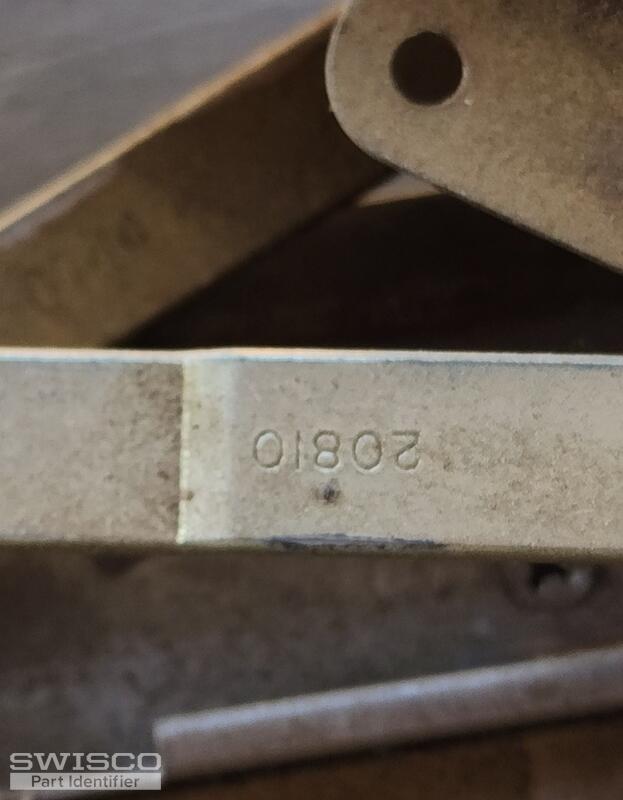 20810
SWISCO
Part Identifier